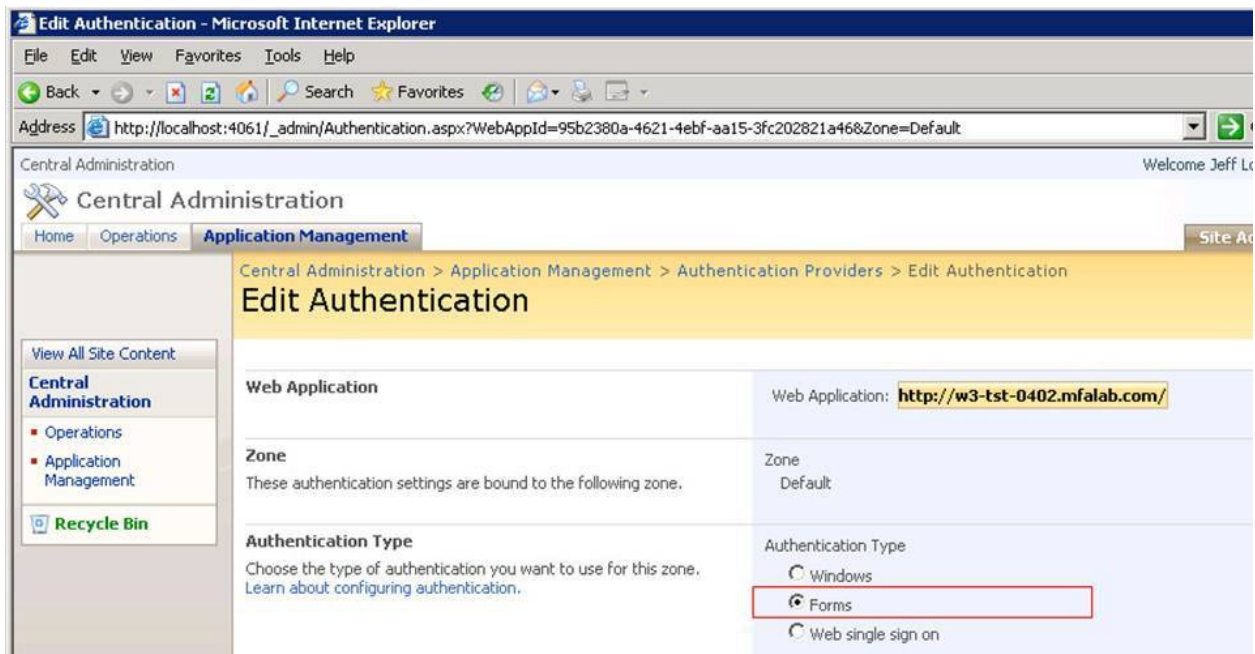 Edit Authentication - Microsoft Internet Explorer
File Edit View Favorites Tools Help
Back Search Favorites
Address http://localhost:4061/_admin/Authentication.aspx?WebAppId=95b2380a-4621-4ebf-aa15-3fc202821a46&Zone=Default
Central Administration Welcome Jeff
Central Administration
Home Operations Application Management Site
Central Administration > Application Management > Authentication Providers > Edit Authentication
Edit Authentication
View All Site Content
Central
Administration
Operations
Application
Management
Recycle Bin
Web Application Web Application: http://w3-tst-0402.mfalab.com/
Zone Zone
These authentication settings are bound to the following zone. Default
Authentication Type Authentication Type
Choose the type of authentication you want to use for this zone. Windows
Learn about configuring authentication. Forms
Web single sign on